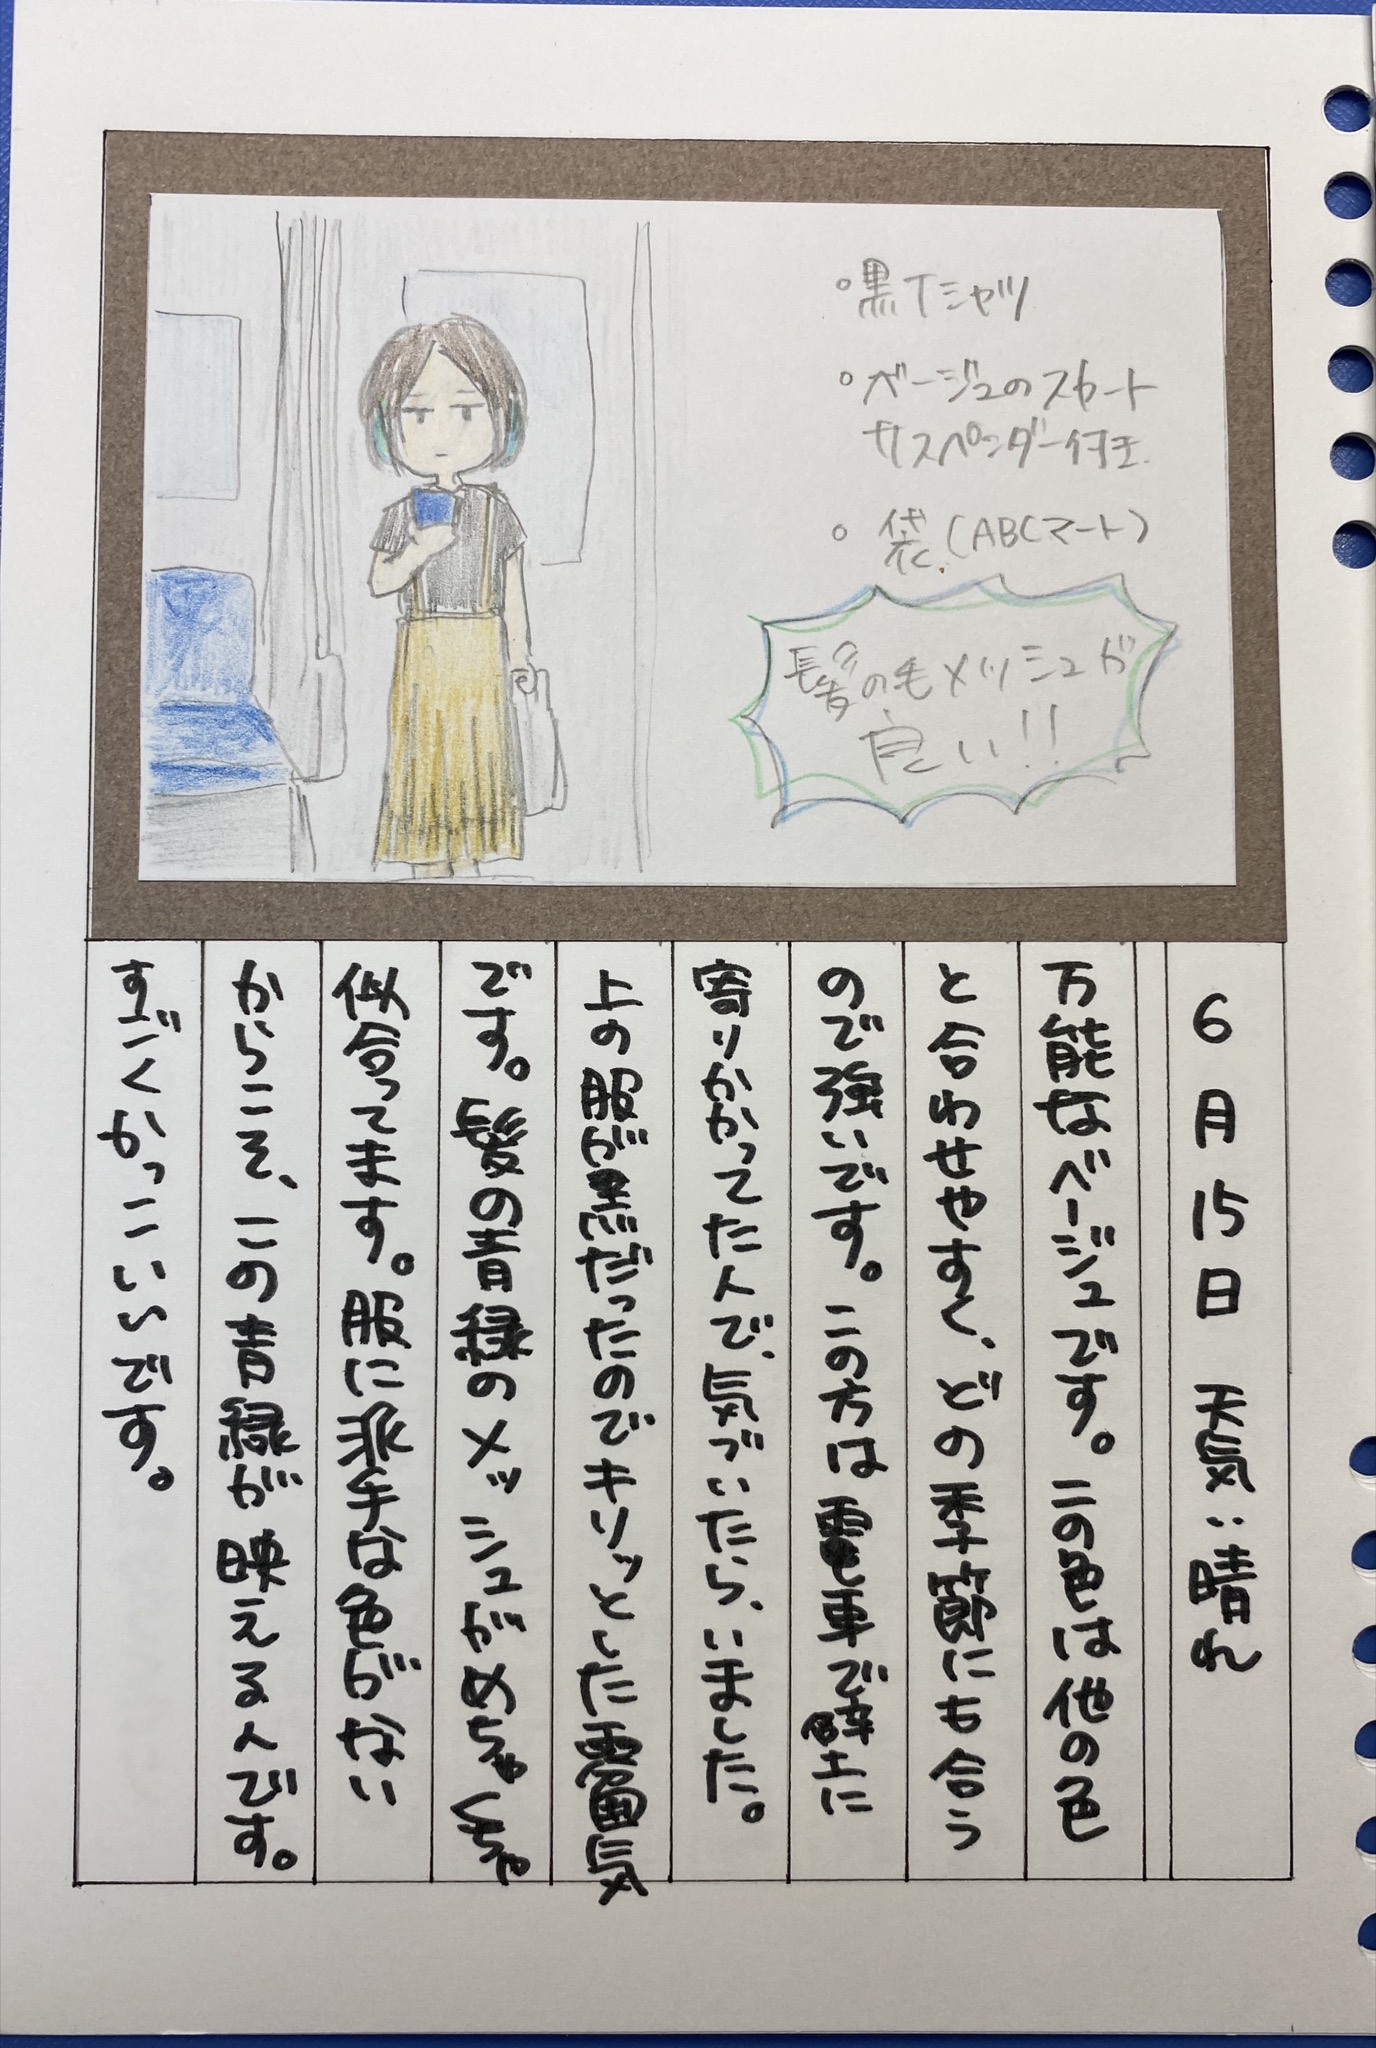 ・黒Tシャツ
・ベージュのスカート
サスペンダー付き
・袋(ABCマート)
髪の毛メッシュが
良い!!
6月15日 天気:晴れ
万能なベージュです。この色は他の色
と合わせやすく、どの季節にも合う
ので強いです。この方は電車で壁に
寄りかかってた人で、気づいたら、いました。
上の服が黒だったのでキリッとした雰囲気
です。髪の青緑のメッシュがめちゃくちゃ
似合ってます。服に派手な色がない
からこそ、この青緑が映える人です。
すごくかっこいいです。